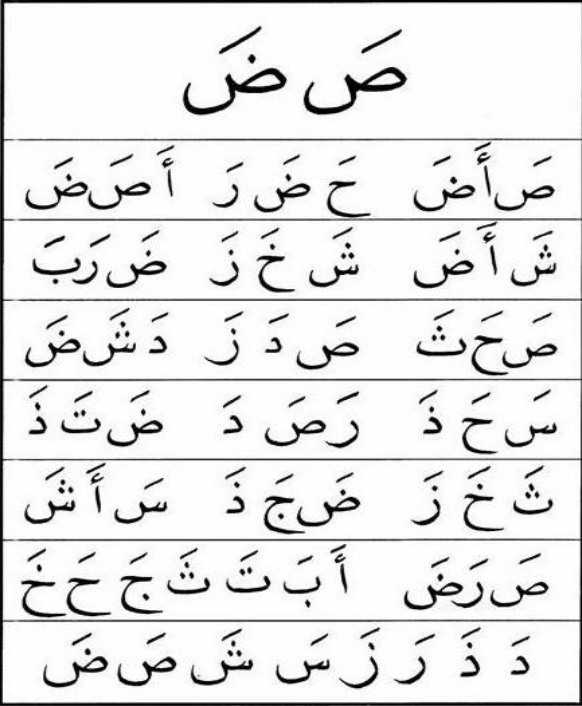 صَ ضَ
صَ أَ ضَ حَ ضَ رَ أَ صَ ضَ
شَ أَ ضَ شَ خَ زَ ضَ رَ بَ
صَ حَ ثَ صَ دَ زَ دَ شَ ضَ
سَ حَ ذَ رَ صَ دَ ضَ تَ ذَ
ثَ خَ زَ ضَ جَ ذَ سَ أَ شَ
صَ رَ ضَ أَ بَ تَ ثَ جَ حَ خَ
دَ ذَ رَ زَ سَ شَ صَ ضَ